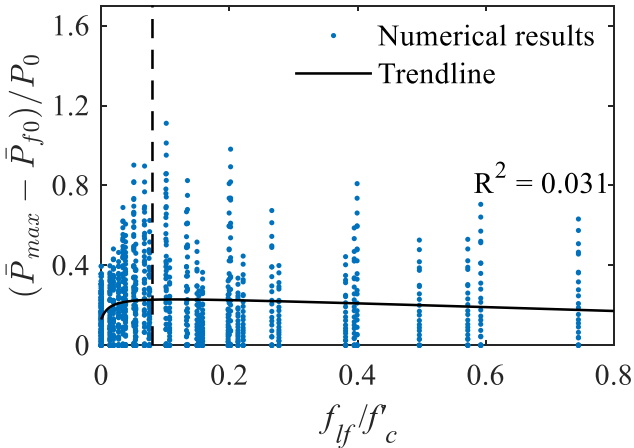 1.6
1.2
0.8
0.4
0
(P̄max − P̄f0)/P0
Numerical results
Trendline
R² = 0.031
0 0.2 0.4 0.6 0.8
flf/f'c